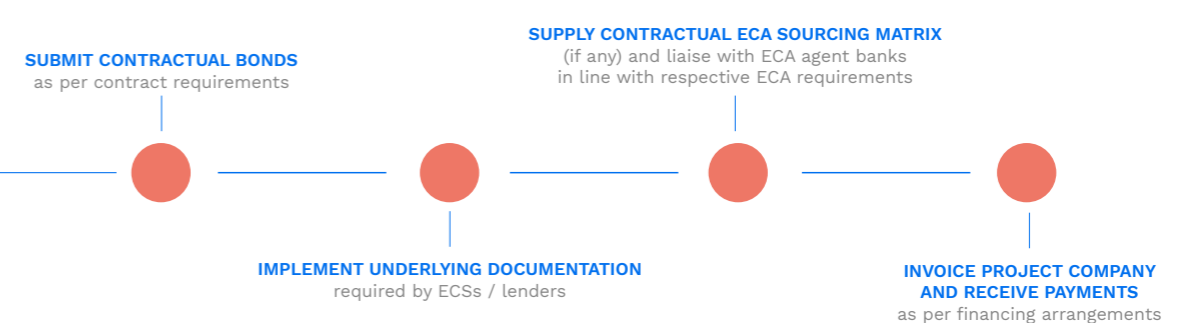 SUBMIT CONTRACTUAL BONDS
as per contract requirements
IMPLEMENT UNDERLYING DOCUMENTATION
required by ECSs / lenders
SUPPLY CONTRACTUAL ECA SOURCING MATRIX
(if any) and liaise with ECA agent banks
in line with respective ECA requirements
INVOICE PROJECT COMPANY
AND RECEIVE PAYMENTS
as per financing arrangements